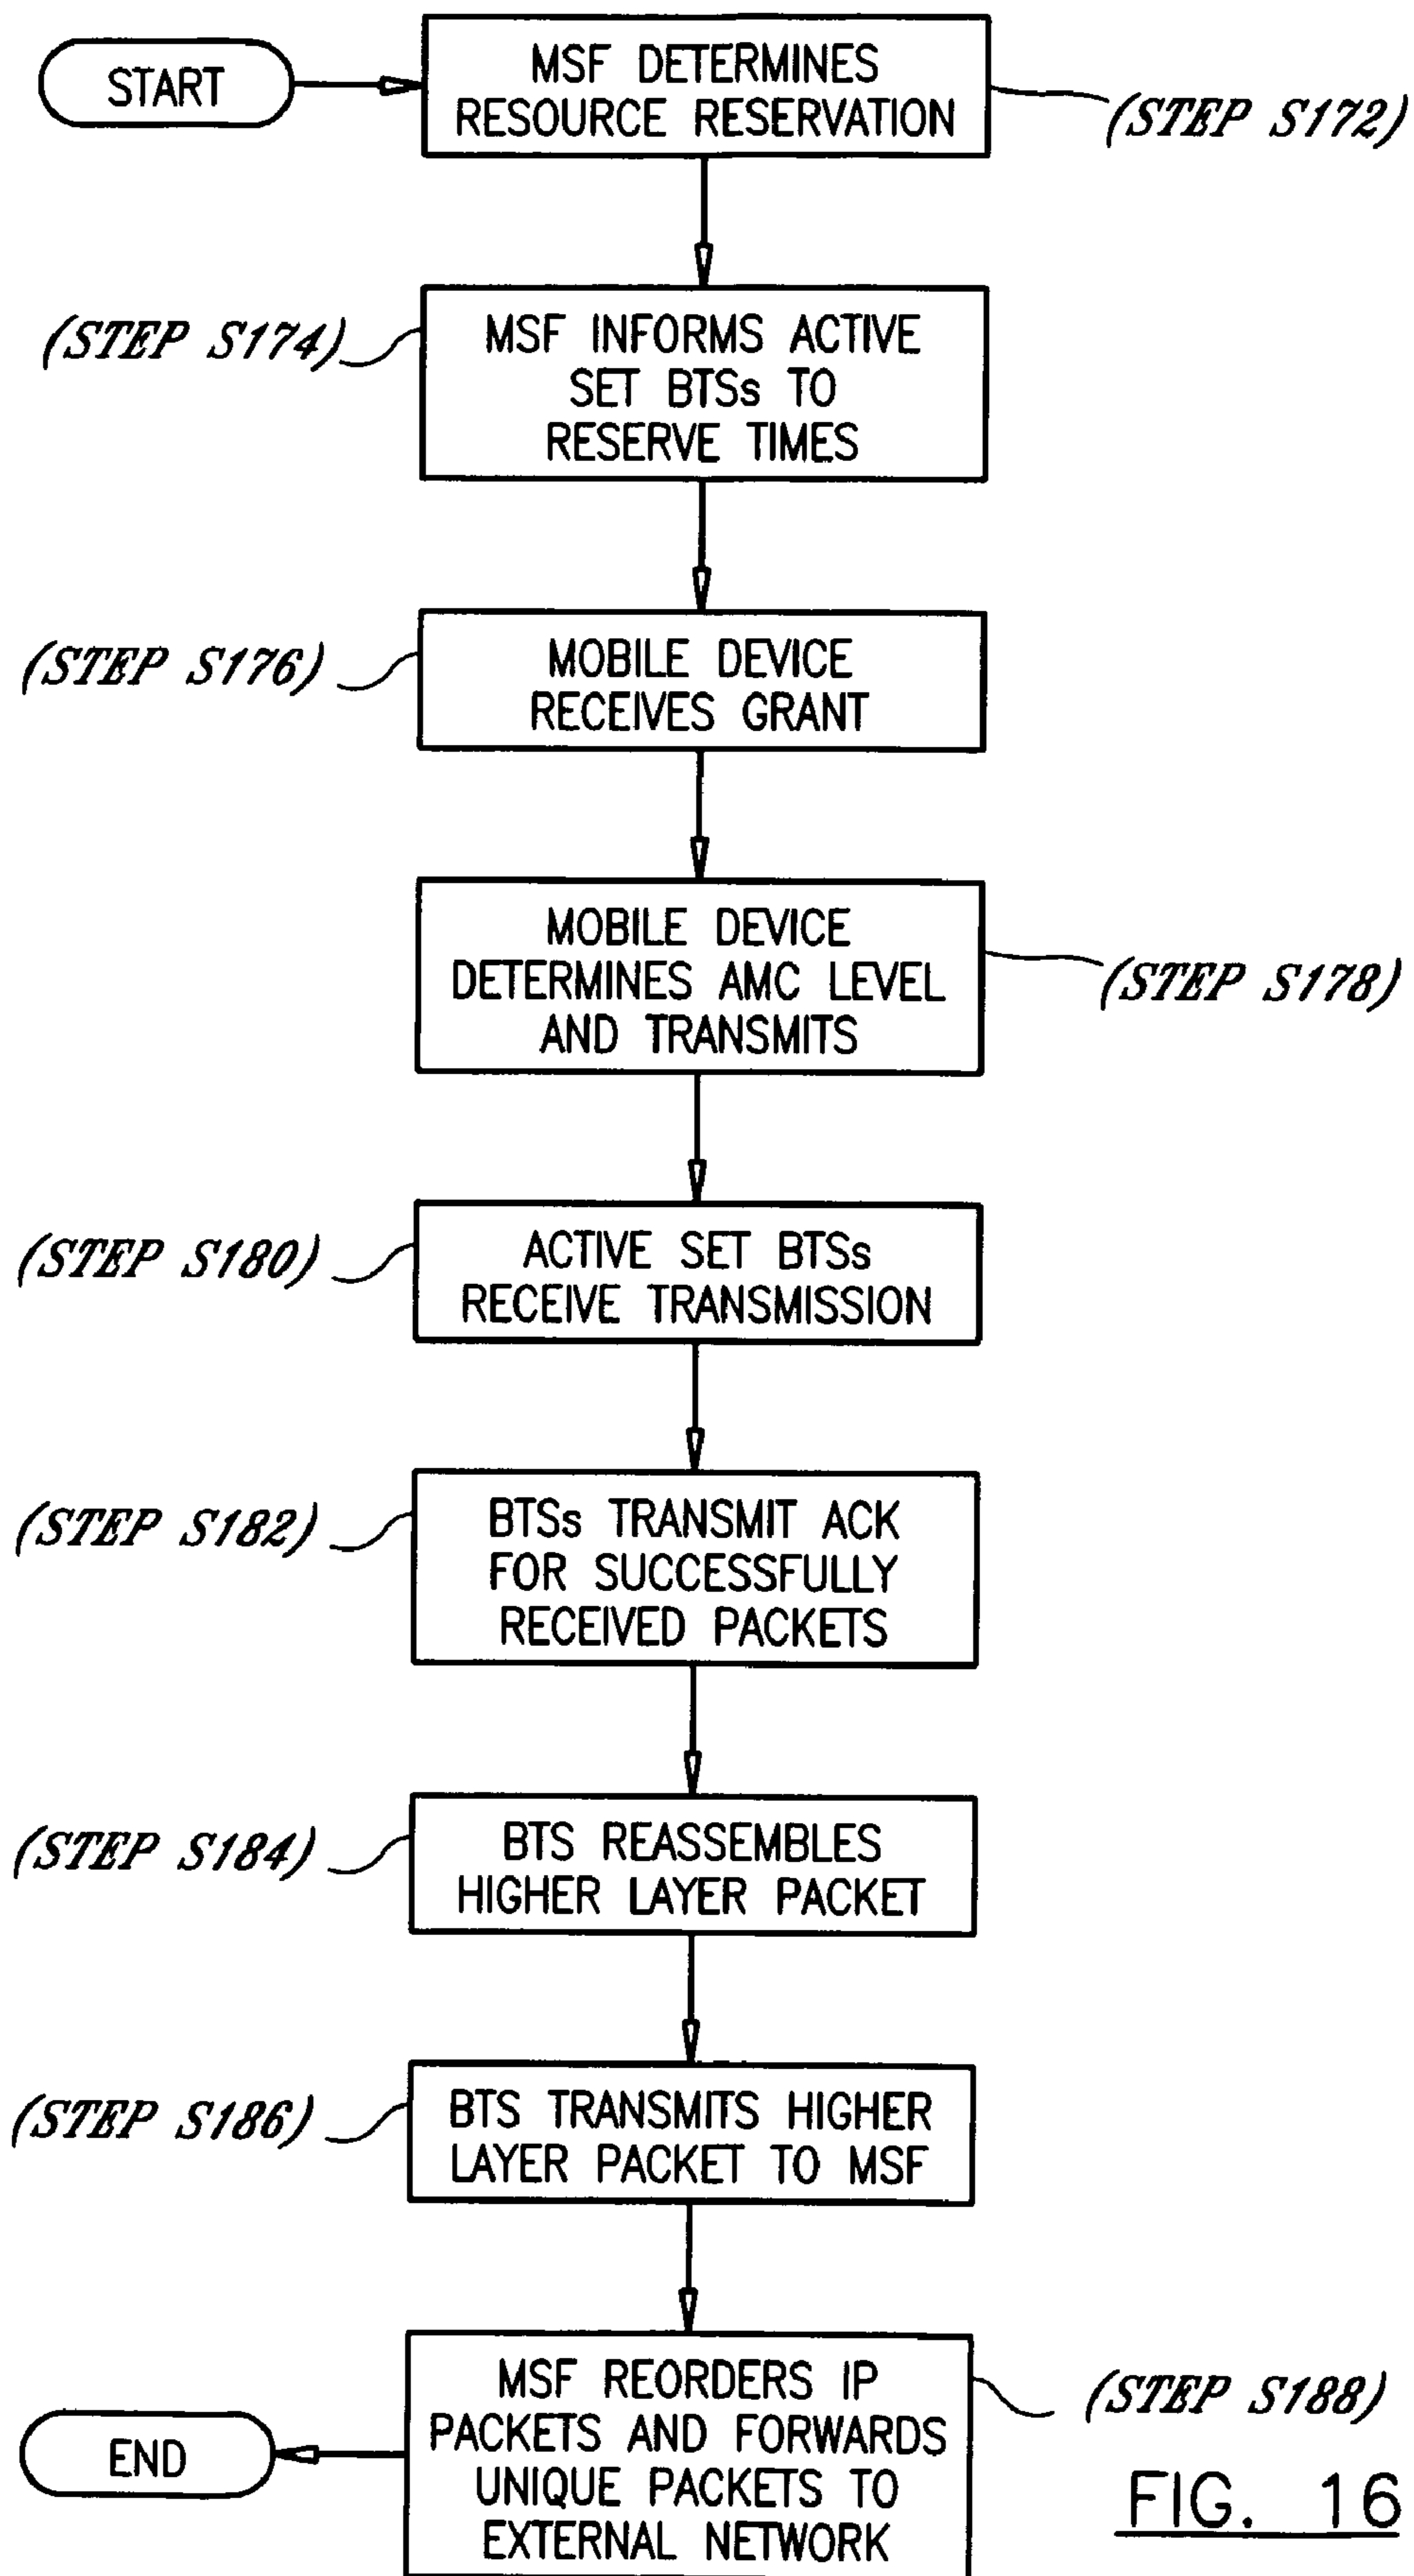 START
MSF DETERMINES
RESOURCE RESERVATION
(STEP S172)
(STEP S174)
MSF INFORMS ACTIVE
SET BTSs TO
RESERVE TIMES
(STEP S176)
MOBILE DEVICE
RECEIVES GRANT
MOBILE DEVICE
DETERMINES AMC LEVEL
AND TRANSMITS
(STEP S178)
(STEP S180)
ACTIVE SET BTSs
RECEIVE TRANSMISSION
(STEP S182)
BTSs TRANSMIT ACK
FOR SUCCESSFULLY
RECEIVED PACKETS
(STEP S184)
BTS REASSEMBLES
HIGHER LAYER PACKET
(STEP S186)
BTS TRANSMITS HIGHER
LAYER PACKET TO MSF
MSF REORDERS IP
PACKETS AND FORWARDS
UNIQUE PACKETS TO
EXTERNAL NETWORK
(STEP S188)
END
FIG. 16